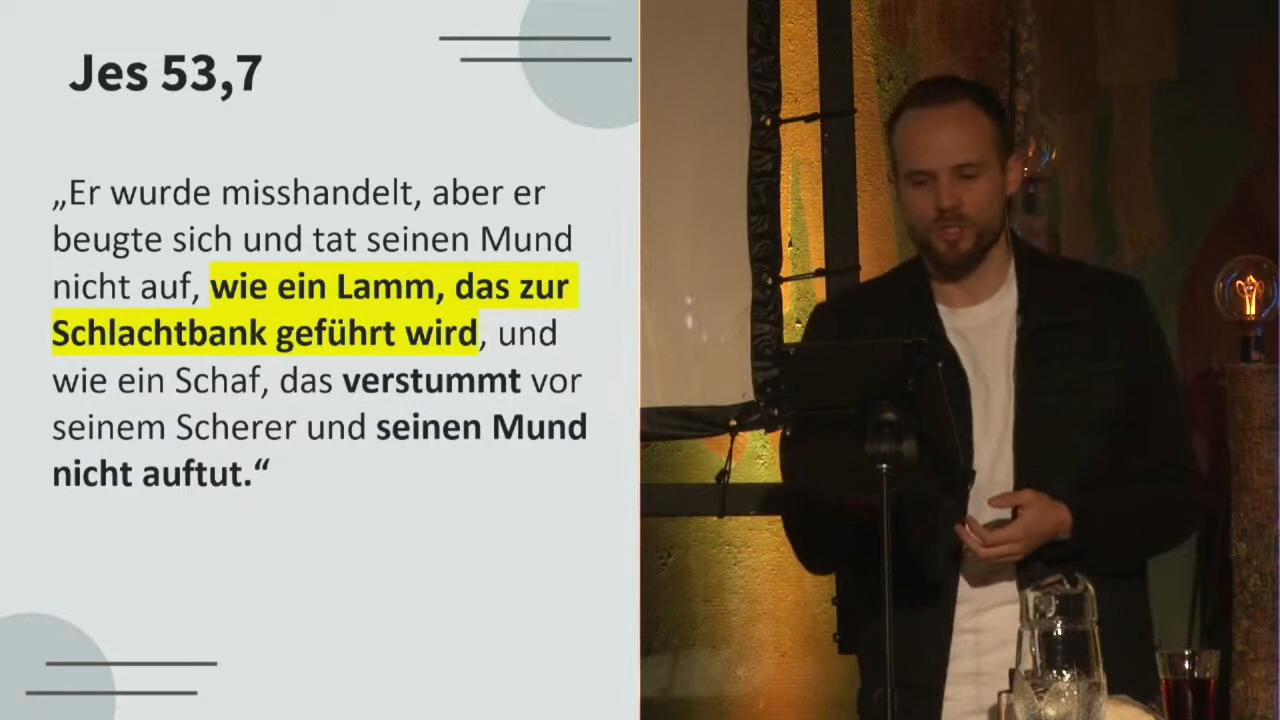 Jes 53,7
„Er wurde misshandelt, aber er
beugte sich und tat seinen Mund
nicht auf, wie ein Lamm, das zur
Schlachtbank geführt wird, und
wie ein Schaf, das verstummt vor
seinem Scherer und seinen Mund
nicht auftut.“